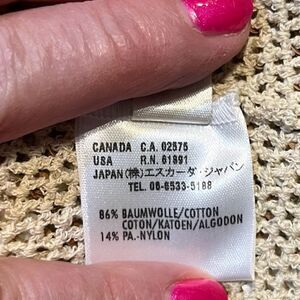 CANADA C.A. 02575
USA R.N. 61991
JAPAN (株)エスカーダ・ジャパン
TEL. 06-6533-5188
86% BAUMWOLLE/COTTON
COTON/KATOEN/ALGODON
14% PA.-NYLON